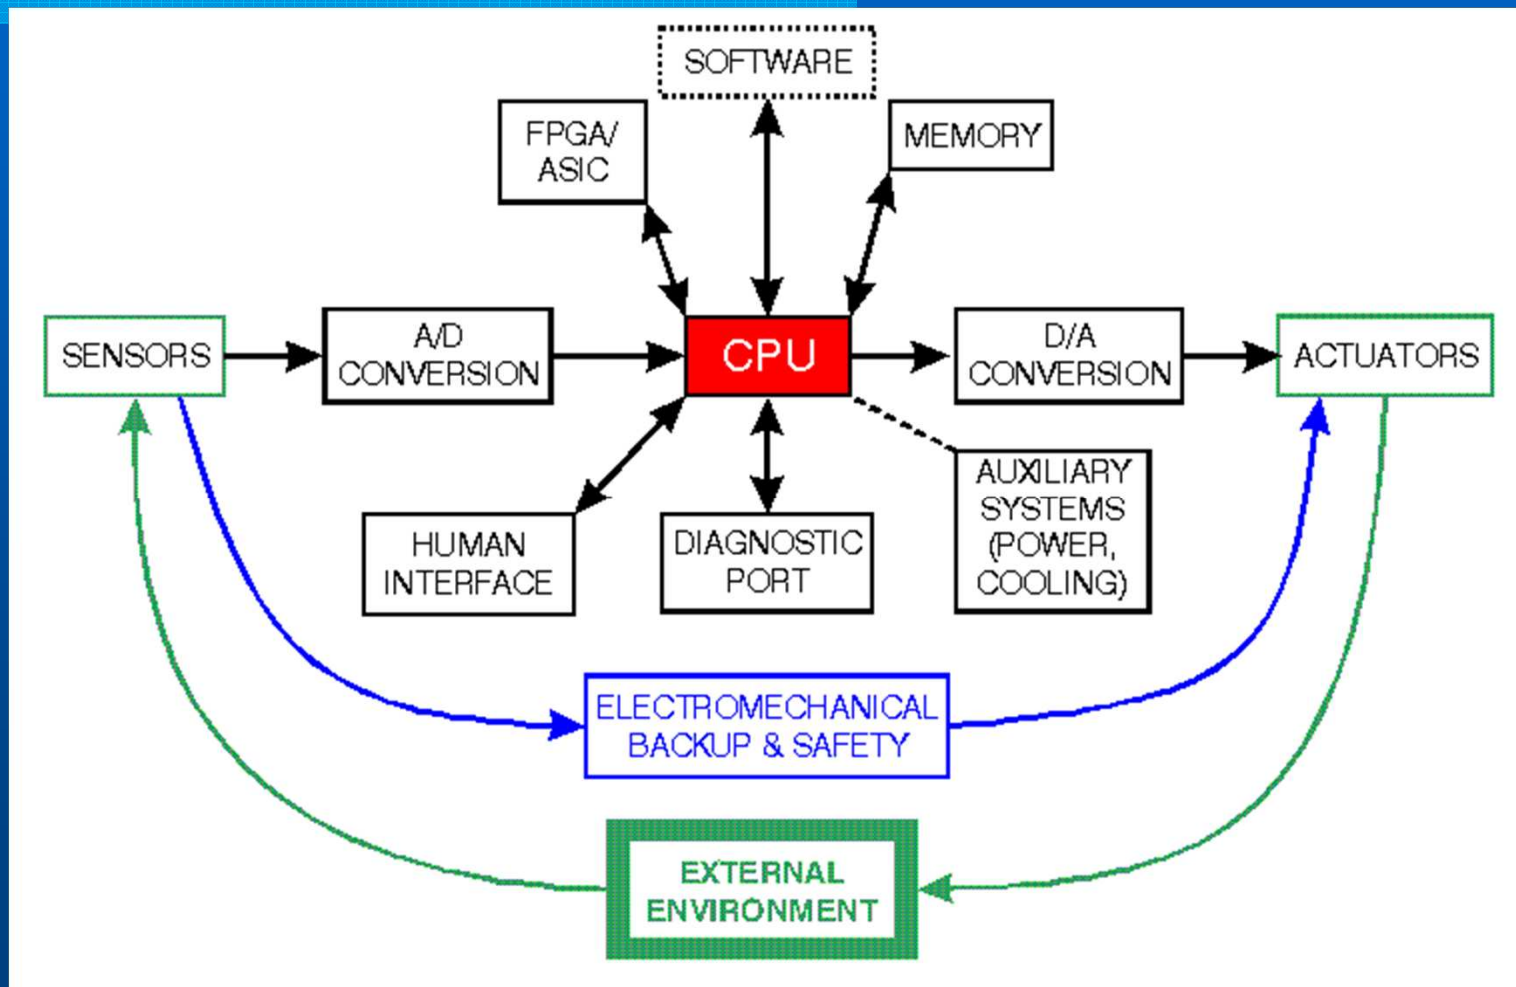 SOFTWARE
FPGA/
ASIC
MEMORY
SENSORS
A/D
CONVERSION
CPU
D/A
CONVERSION
ACTUATORS
HUMAN
INTERFACE
DIAGNOSTIC
PORT
AUXILIARY
SYSTEMS
(POWER,
COOLING)
ELECTROMECHANICAL
BACKUP & SAFETY
EXTERNAL
ENVIRONMENT